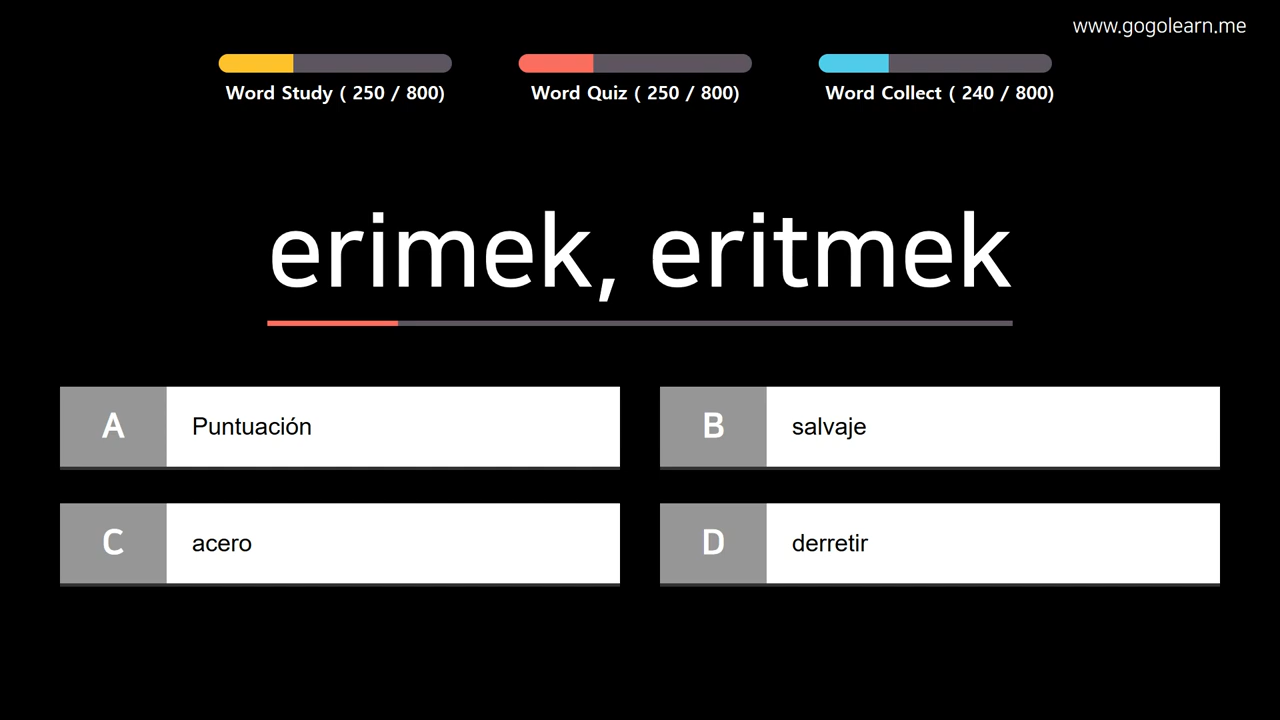 www.gogolearn.me
Word Study ( 250 / 800)
Word Quiz ( 250 / 800)
Word Collect ( 240 / 800)
erimek, eritmek
A Puntuación
B salvaje
C acero
D derretir